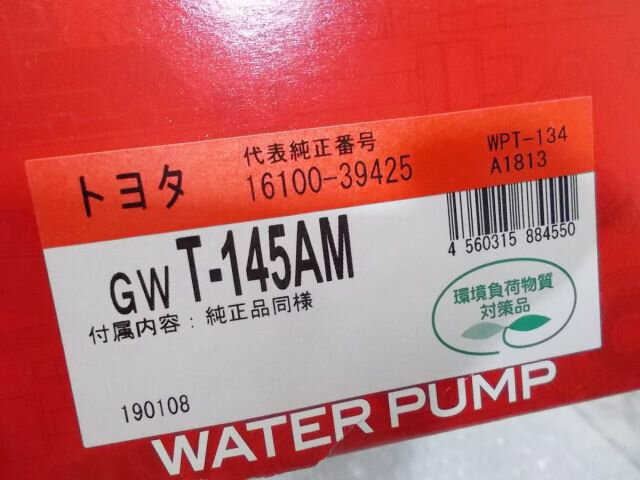 トヨタ
代表純正番号
16100-39425
WPT-134
A1813
4 560315 884550
GWT-145AM
付属内容：純正品同様
環境負荷物質
対策品
190108
WATER PUMP